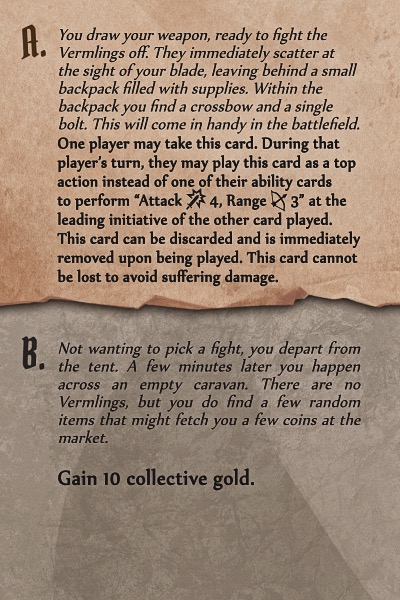 A. You draw your weapon, ready to fight the
Vermlings off. They immediately scatter at
the sight of your blade, leaving behind a small
backpack filled with supplies. Within the
backpack you find a crossbow and a single
bolt. This will come in handy in the battlefield.
One player may take this card. During that
player's turn, they may play this card as a top
action instead of one of their ability cards
to perform “Attack 4, Range 3” at the
leading initiative of the other card played.
This card can be discarded and is immediately
removed upon being played. This card cannot
be lost to avoid suffering damage.
B. Not wanting to pick a fight, you depart from
the tent. A few minutes later you happen
across an empty caravan. There are no
Vermlings, but you do find a few random
items that might fetch you a few coins at the
market.
Gain 10 collective gold.